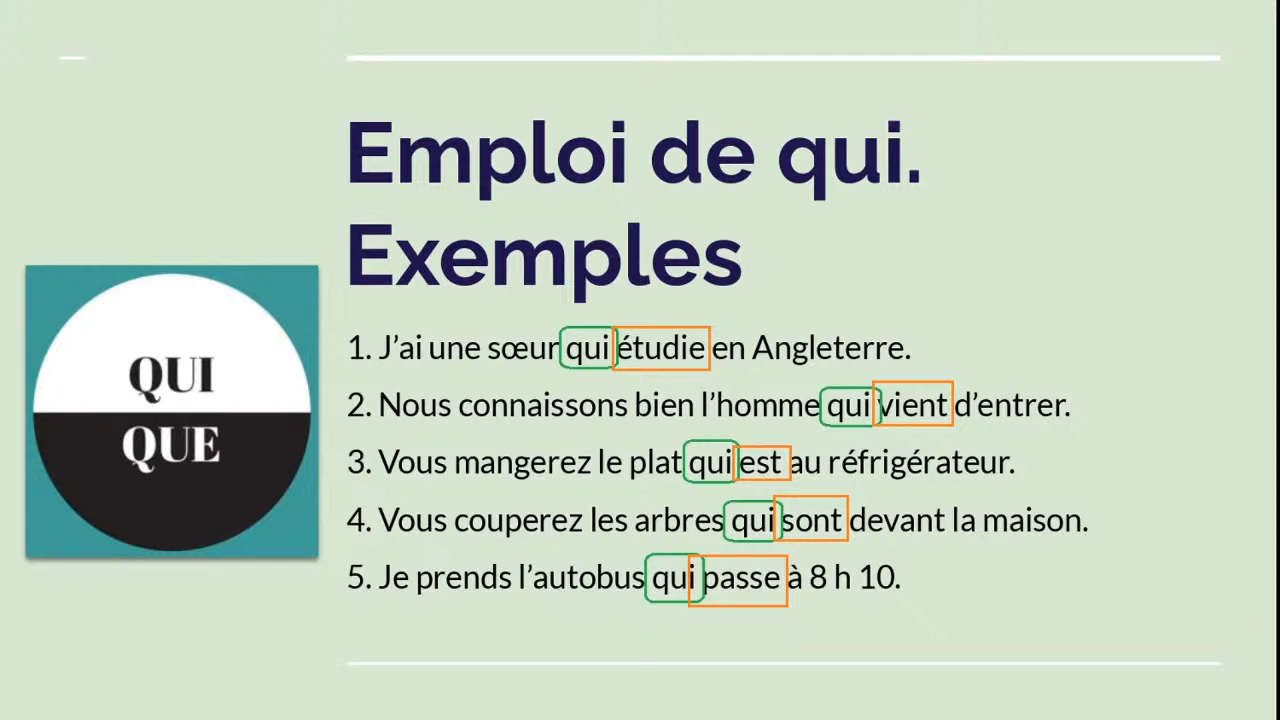 Emploi de qui.
Exemples
QUI
QUE
1. J’ai une sœur qui étudie en Angleterre.
2. Nous connaissons bien l’homme qui vient d’entrer.
3. Vous mangerez le plat qui est au réfrigérateur.
4. Vous couperez les arbres qui sont devant la maison.
5. Je prends l’autobus qui passe à 8 h 10.